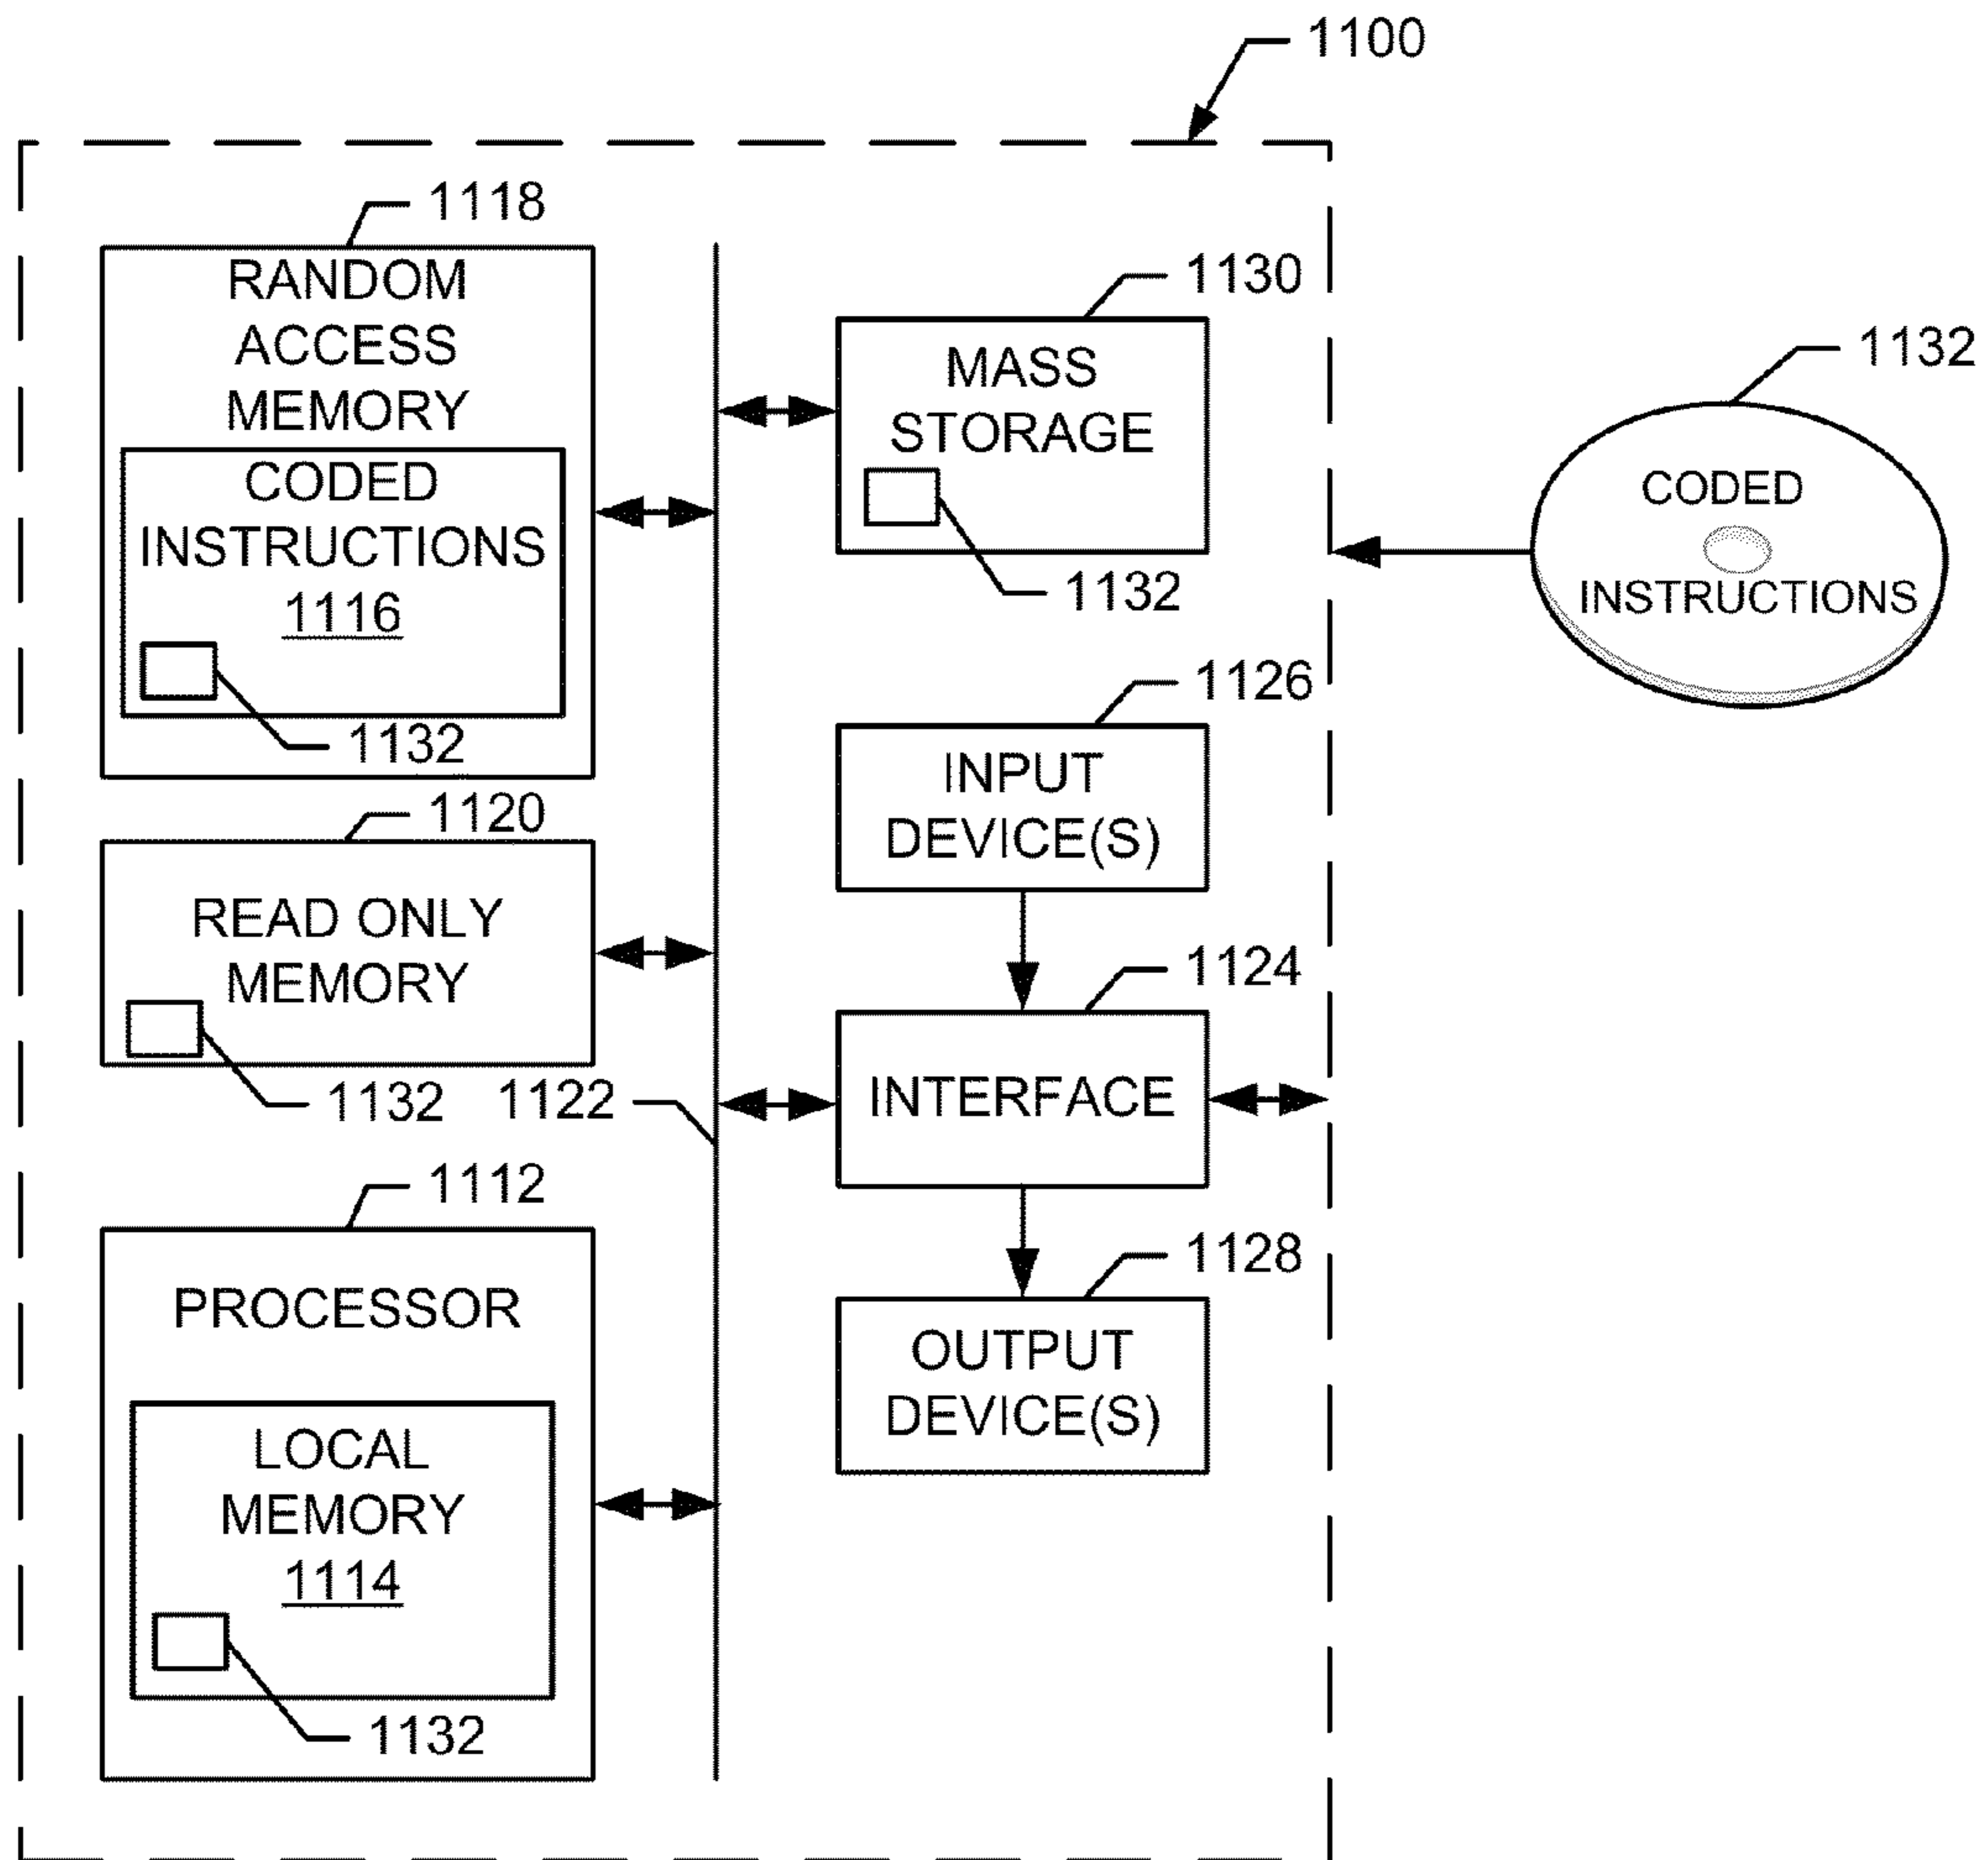 1100
1118
RANDOM
ACCESS
MEMORY
CODED
INSTRUCTIONS
1116
1132
1120
READ ONLY
MEMORY
1132
1122
1112
PROCESSOR
LOCAL
MEMORY
1114
1132
1130
MASS
STORAGE
1132
1126
INPUT
DEVICE(S)
1124
INTERFACE
1128
OUTPUT
DEVICE(S)
1132
CODED
INSTRUCTIONS